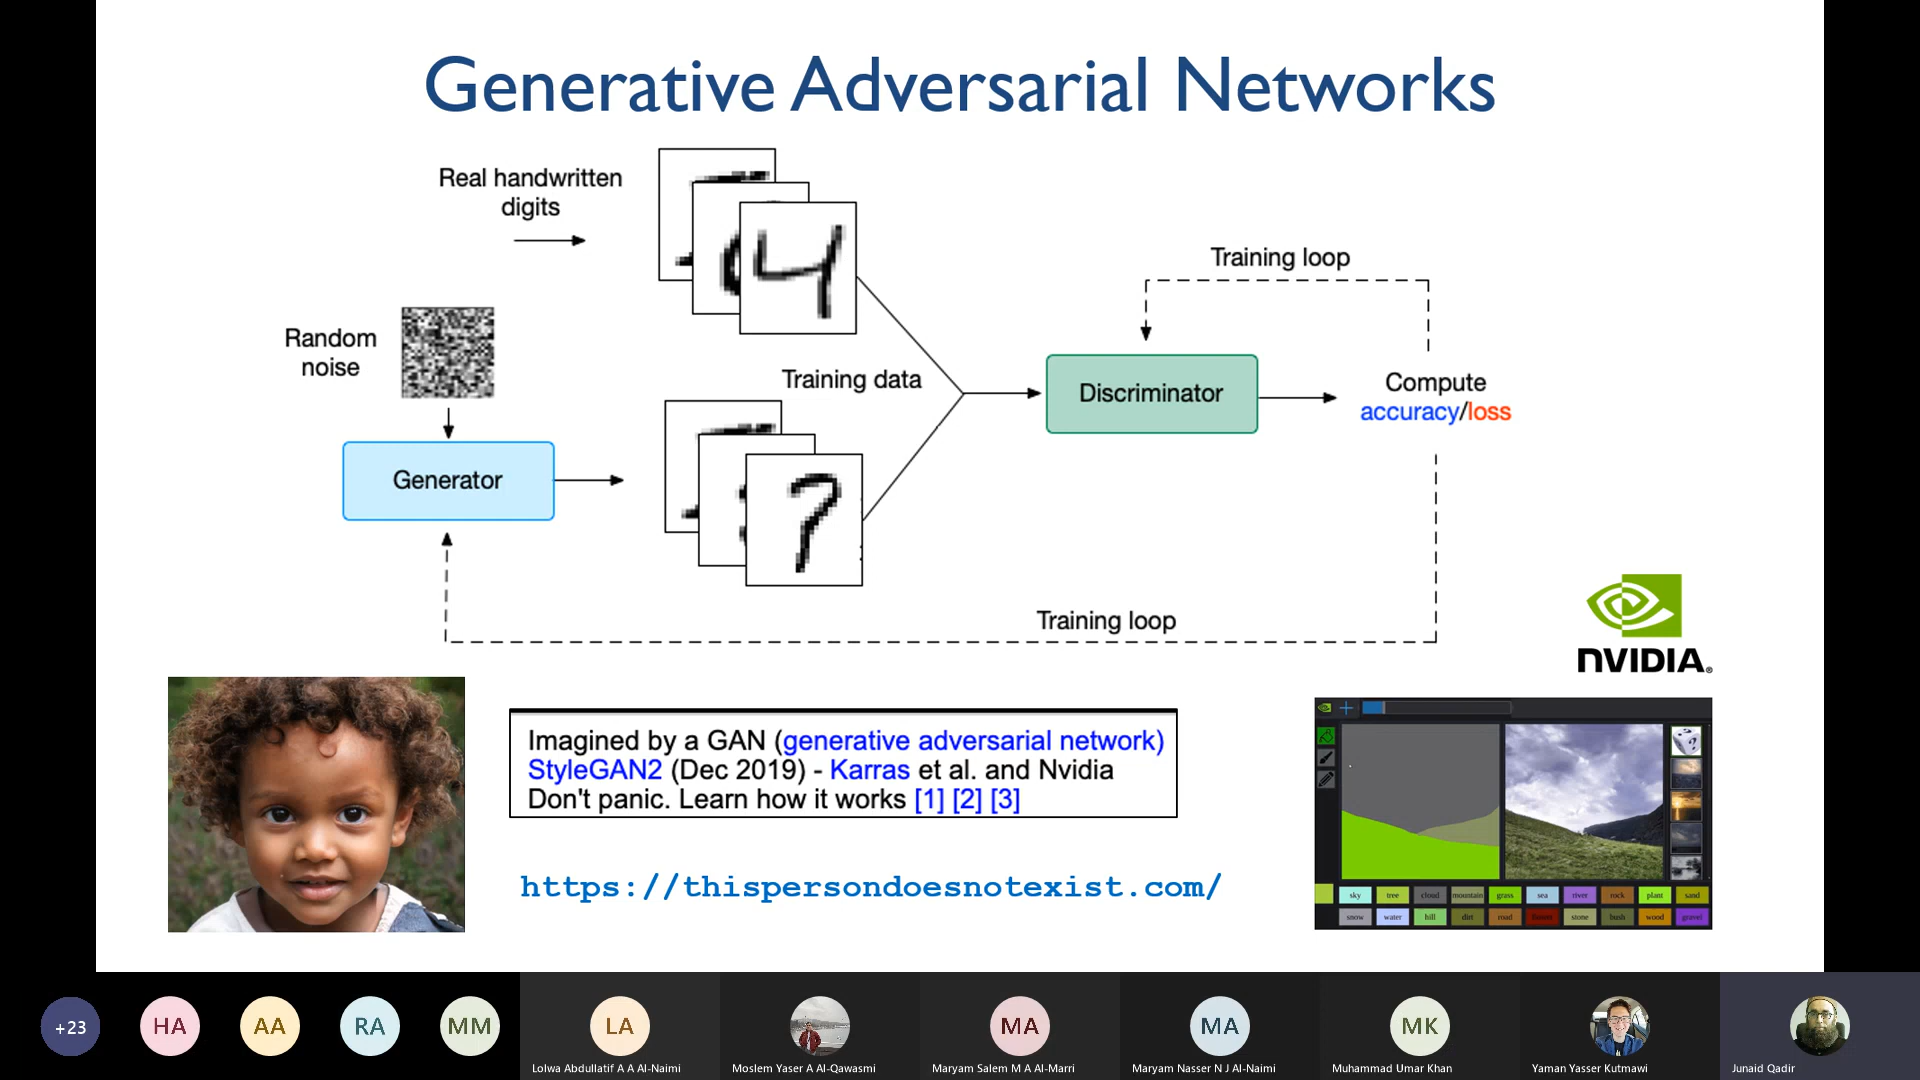 Generative Adversarial Networks
Real handwritten
digits
Training loop
Random
noise
Training data
Discriminator
Compute
accuracy/loss
Generator
Training loop
NVIDIA.
Imagined by a GAN (generative adversarial network)
StyleGAN2 (Dec 2019) - Karras et al. and Nvidia
Don't panic. Learn how it works [1] [2] [3]
https://thispersondoesnotexist.com/
sky tree cloud mountain grass sea river rock plant sand
snow water hill dirt road flower stone bush wood gravel
+23 HA AA RA MM LA MA MA MK
Lolwa Abdullatif A A Al-Naimi Moslem Yaser A Al-Qawasmi Maryam Salem M A Al-Marri Maryam Nasser N J Al-Naimi Muhammad Umar Khan Yaman Yasser Kutmawi Junaid Qadir